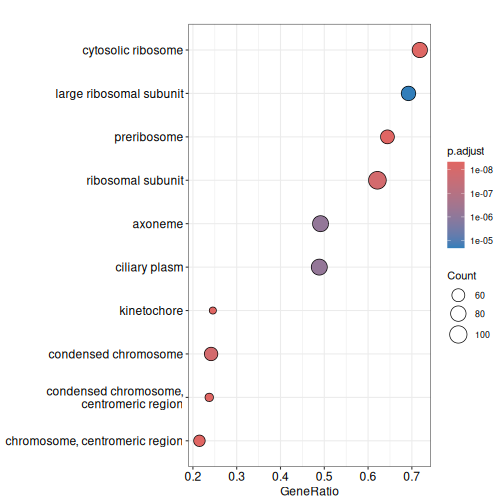 cytosolic ribosome
large ribosomal subunit
preribosome
ribosomal subunit
axoneme
ciliary plasm
kinetochore
condensed chromosome
condensed chromosome,
centromeric region
chromosome, centromeric region
0.2 0.3 0.4 0.5 0.6 0.7
GeneRatio
p.adjust
1e-08
1e-07
1e-06
1e-05
Count
60
80
100